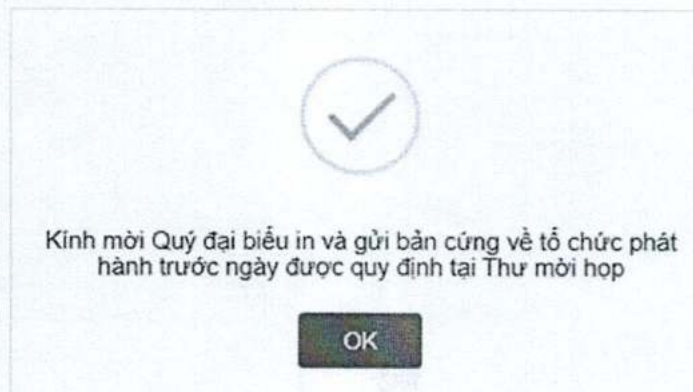 Kính mời Quý đại biểu in và gửi bản cứng về tổ chức phát
hành trước ngày được quy định tại Thư mời họp
OK